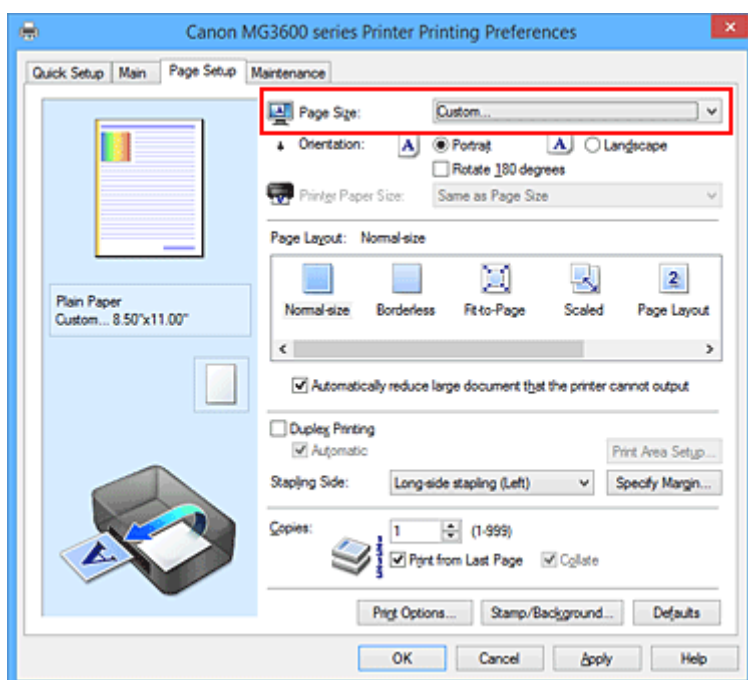 Canon MG3600 series Printer Printing Preferences
Quick Setup Main Page Setup Maintenance
Page Size: Custom...
Orientation: A Portrait A Landscape
Rotate 180 degrees
Printer Paper Size: Same as Page Size
Page Layout: Normal-size
2
Normal-size Borderless Fit-to-Page Scaled Page Layout
Plain Paper
Custom... 8.50"x11.00"
Automatically reduce large document that the printer cannot output
Duplex Printing
Automatic Print Area Setup...
Stapling Side: Long-side stapling (Left) Specify Margin...
Copies: 1 (1-999)
Print from Last Page Collate
A
Print Options... Stamp/Background... Defaults
OK Cancel Apply Help